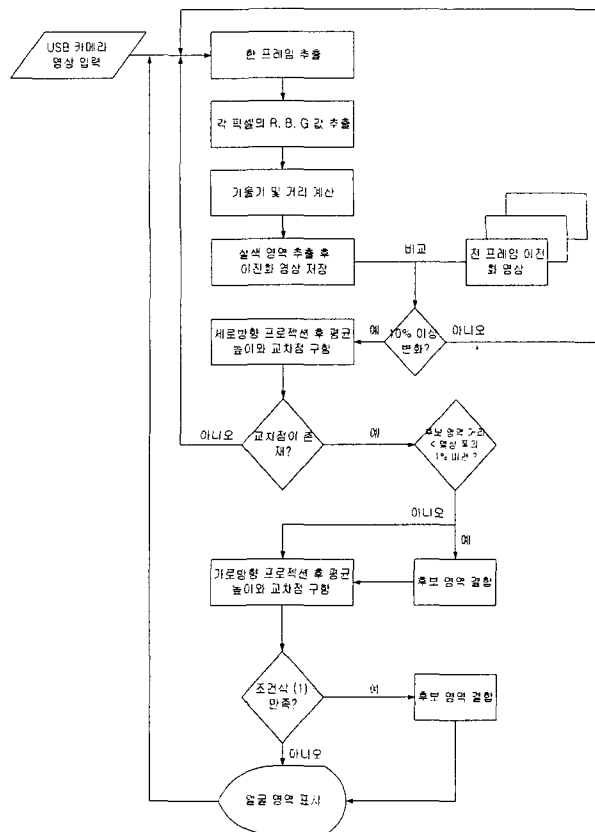 USB 카메라
영상 입력
한 프레임 추출
각 픽셀의 R, B, G 값 추출
기울기 및 거리 계산
살색 영역 추출 후
이진화 영상 저장
비교
전 프레임 이진
화 영상
10% 이상
변화?
예
아니오
세로방향 프로젝션 후 평균
높이와 교차점 구함
교차점이 존
재?
아니오
예
후보 영역 거리
< 영상 폭의
1% 미만 ?
아니오
예
가로방향 프로젝션 후 평균
높이와 교차점 구함
후보 영역 결합
조건식 (1)
만족?
예
후보 영역 결합
아니오
얼굴 영역 표시